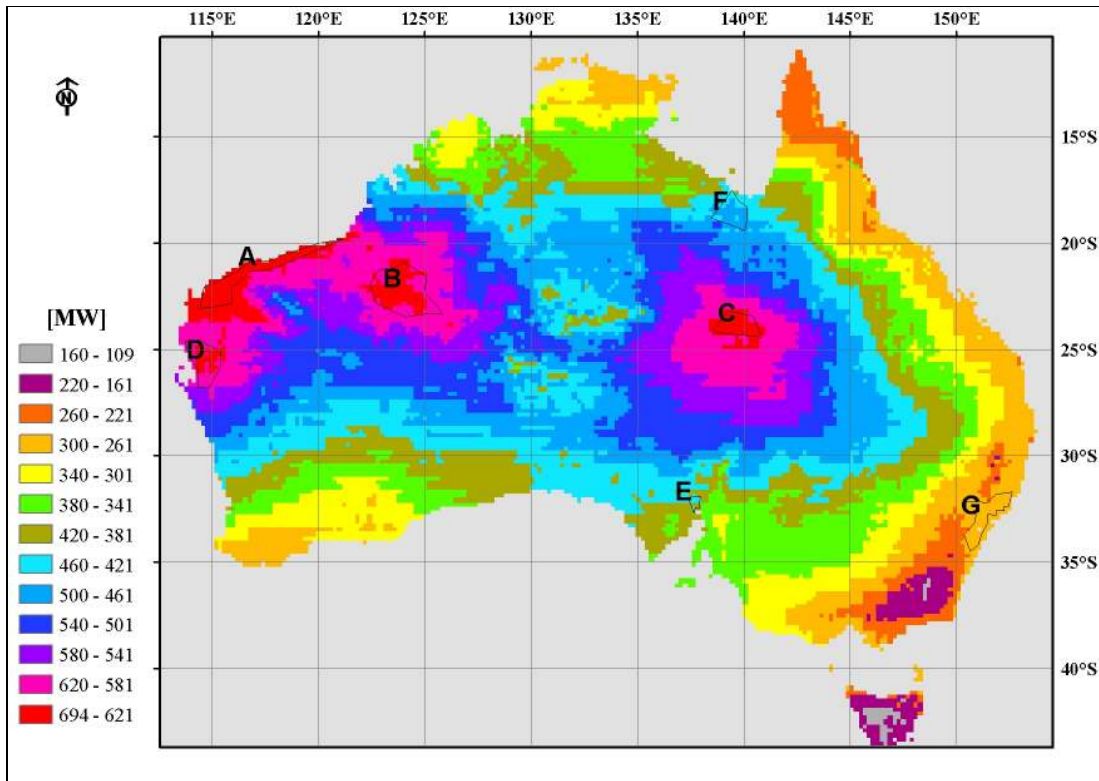 115°E 120°E 125°E 130°E 135°E 140°E 145°E 150°E
N
15°S
F
20°S
A
B
C
[MW]
160 - 109
D
25°S
220 - 161
260 - 221
300 - 261
30°S
340 - 301
E
380 - 341
G
420 - 381
460 - 421
35°S
500 - 461
540 - 501
580 - 541
40°S
620 - 581
694 - 621